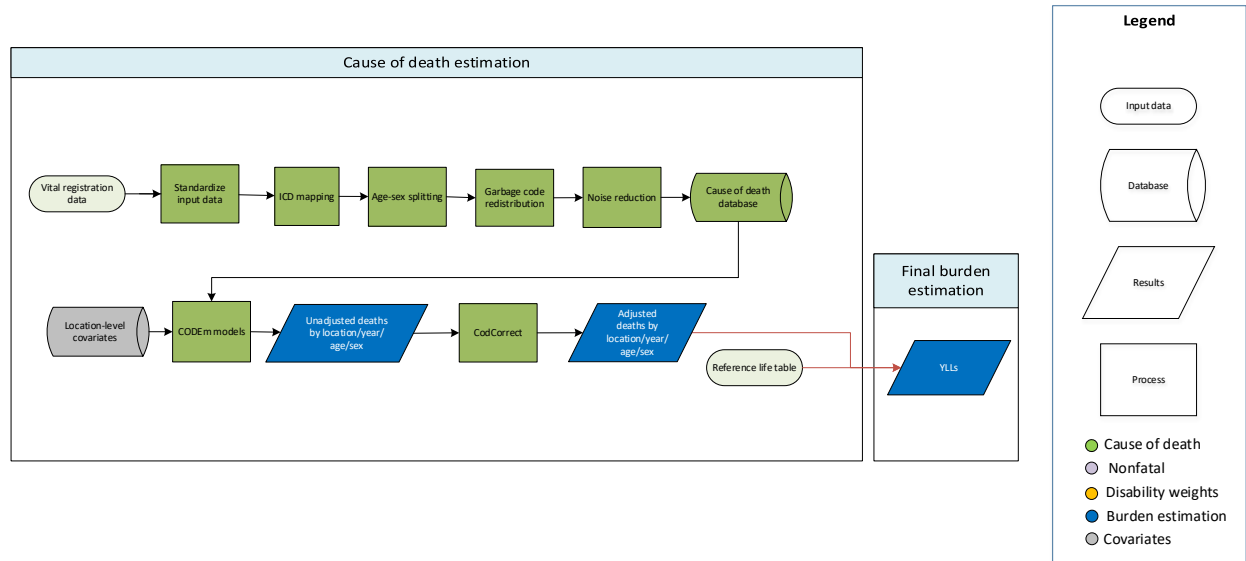 Legend
Cause of death estimation
Input data
Vital registration
data
Standardize
input data
ICD mapping
Age-sex splitting
Garbage code
redistribution
Noise reduction
Cause of death
database
Database
Final burden
estimation
Results
Location-level
covariates
CODEm models
Unadjusted deaths
by location/year/
age/sex
CodCorrect
Adjusted
deaths by
location/year/
age/sex
Reference life table
YLLs
Process
Cause of death
Nonfatal
Disability weights
Burden estimation
Covariates